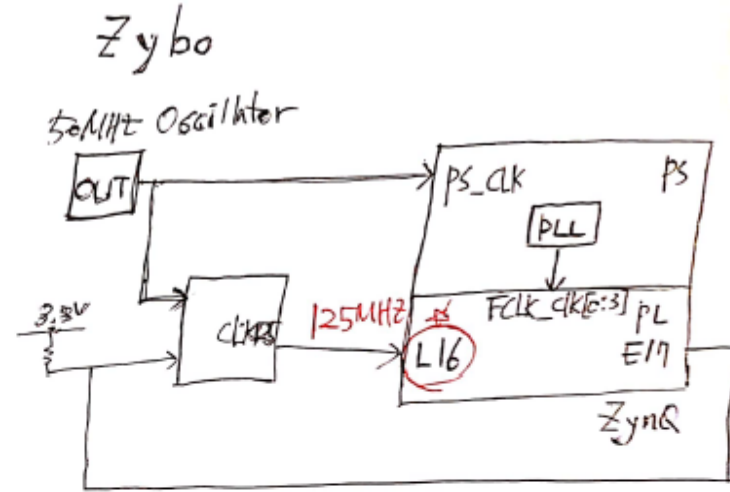 Zybo
50MHz Oscillator
OUT
PS_CLK
PS
PLL
3.3V
125MHZ
FCLK_CLK[0:3]
PL
L16
E17
ZynQ